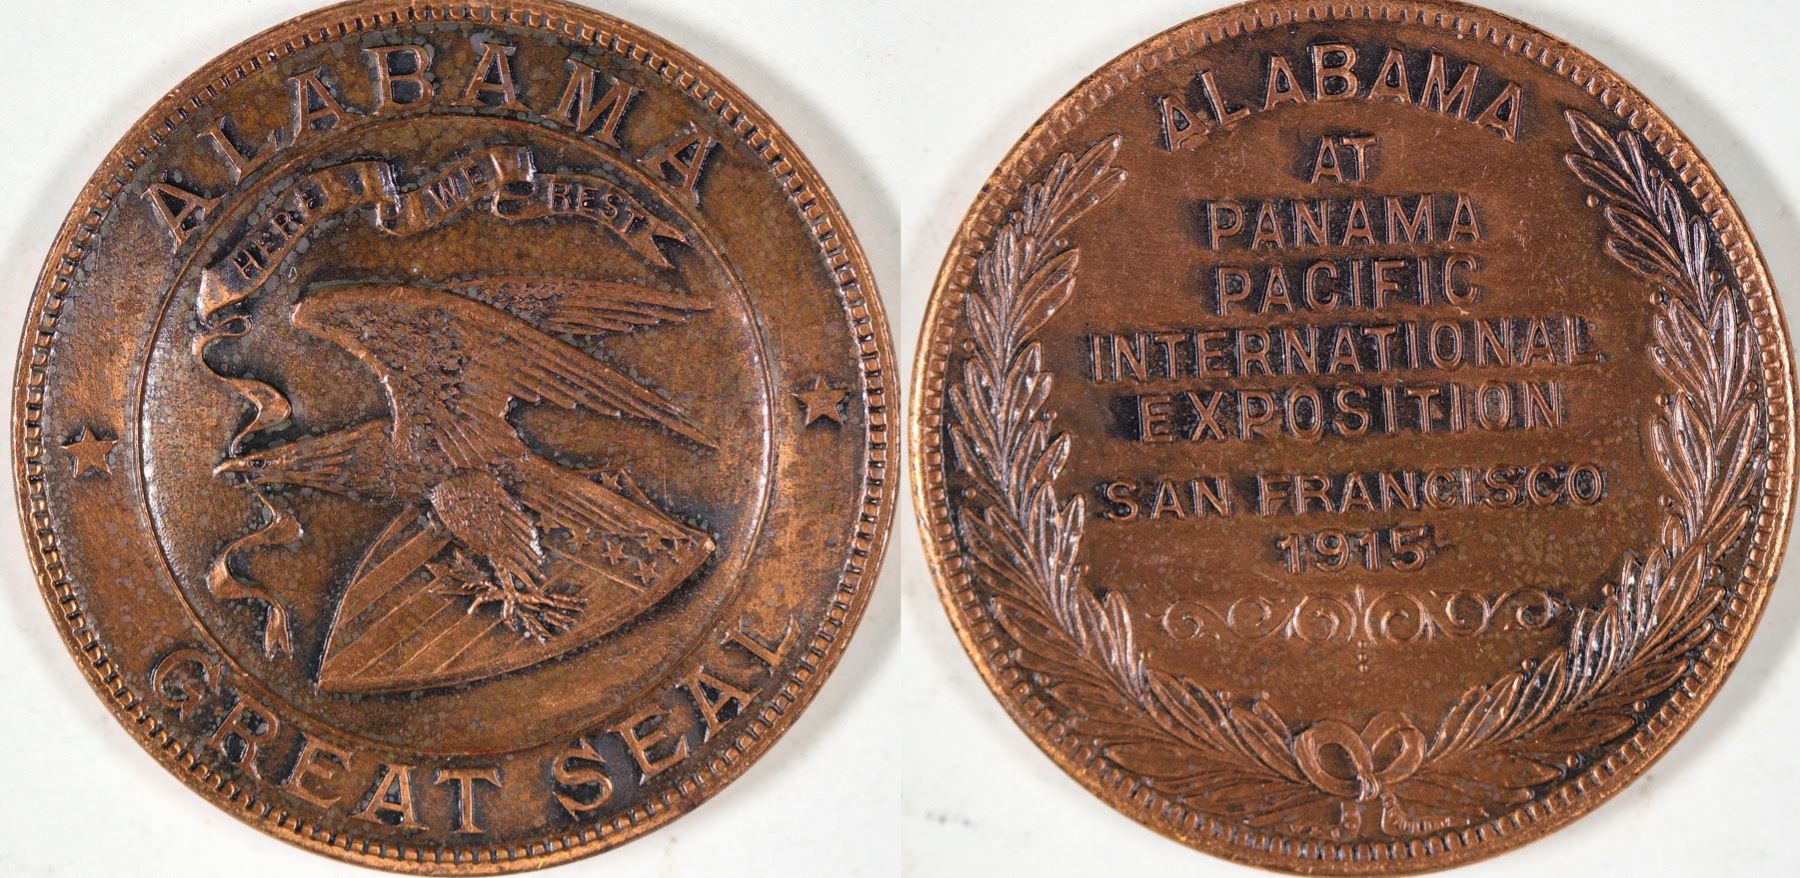 ALABAMA
HERE WE REST
GREAT SEAL
ALABAMA
AT
PANAMA
PACIFIC
INTERNATIONAL
EXPOSITION
SAN FRANCISCO
1915